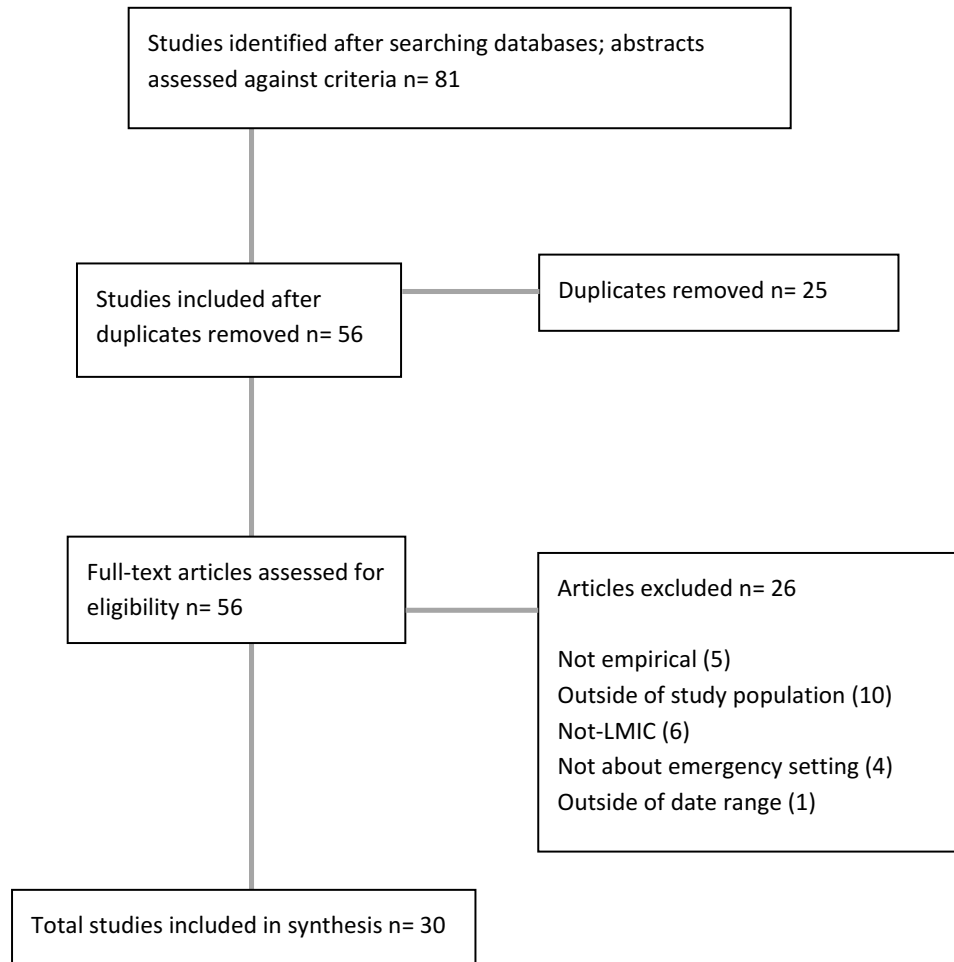 Studies identified after searching databases; abstracts
assessed against criteria n= 81
Studies included after
duplicates removed n= 56
Duplicates removed n= 25
Full-text articles assessed for
eligibility n= 56
Articles excluded n= 26
Not empirical (5)
Outside of study population (10)
Not-LMIC (6)
Not about emergency setting (4)
Outside of date range (1)
Total studies included in synthesis n= 30